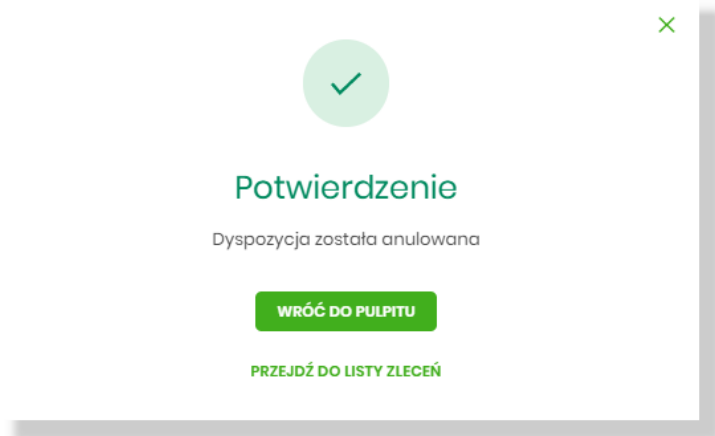 Potwierdzenie
Dyspozycja została anulowana
WRÓĆ DO PULPITU
PRZEJDŹ DO LISTY ZLECEŃ